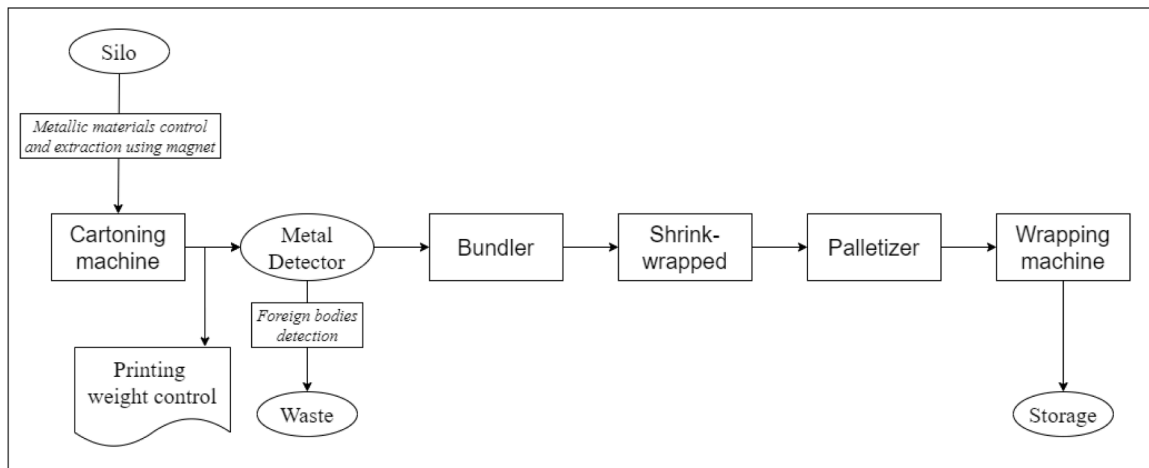 Silo
Metallic materials control
and extraction using magnet
Cartoning
machine
Metal
Detector
Bundler
Shrink-
wrapped
Palletizer
Wrapping
machine
Foreign bodies
detection
Printing
weight control
Waste
Storage